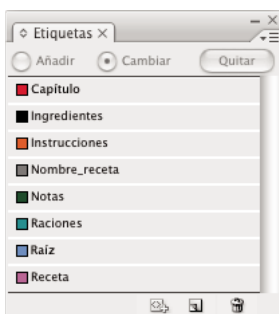 Etiquetas
Añadir Cambiar Quitar
Capítulo
Ingredientes
Instrucciones
Nombre_receta
Notas
Raciones
Raíz
Receta